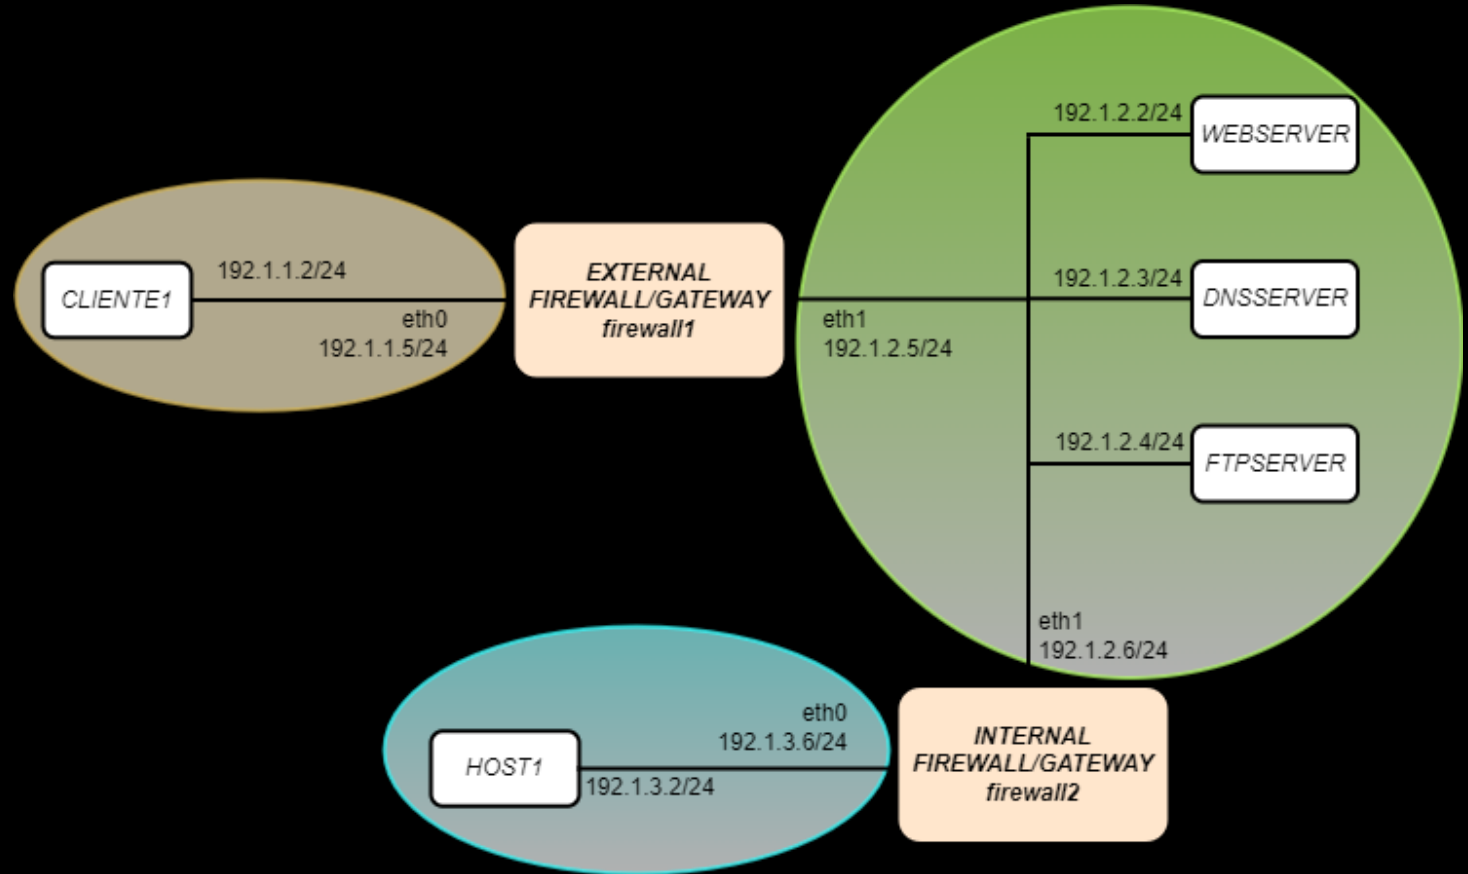 192.1.2.2/24
WEBSERVER
CLIENTE1
192.1.1.2/24
eth0
192.1.1.5/24
EXTERNAL
FIREWALL/GATEWAY
firewall1
eth1
192.1.2.5/24
192.1.2.3/24
DNSSERVER
192.1.2.4/24
FTPSERVER
eth1
192.1.2.6/24
HOST1
192.1.3.2/24
eth0
192.1.3.6/24
INTERNAL
FIREWALL/GATEWAY
firewall2